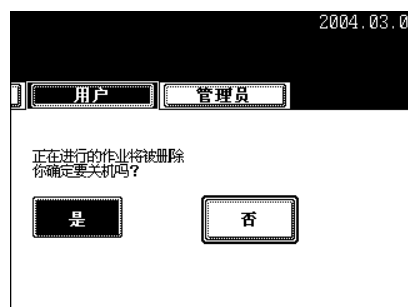 2004.03.0
用户 管理员
正在进行的作业将被删除
你确定要关机吗?
是 否